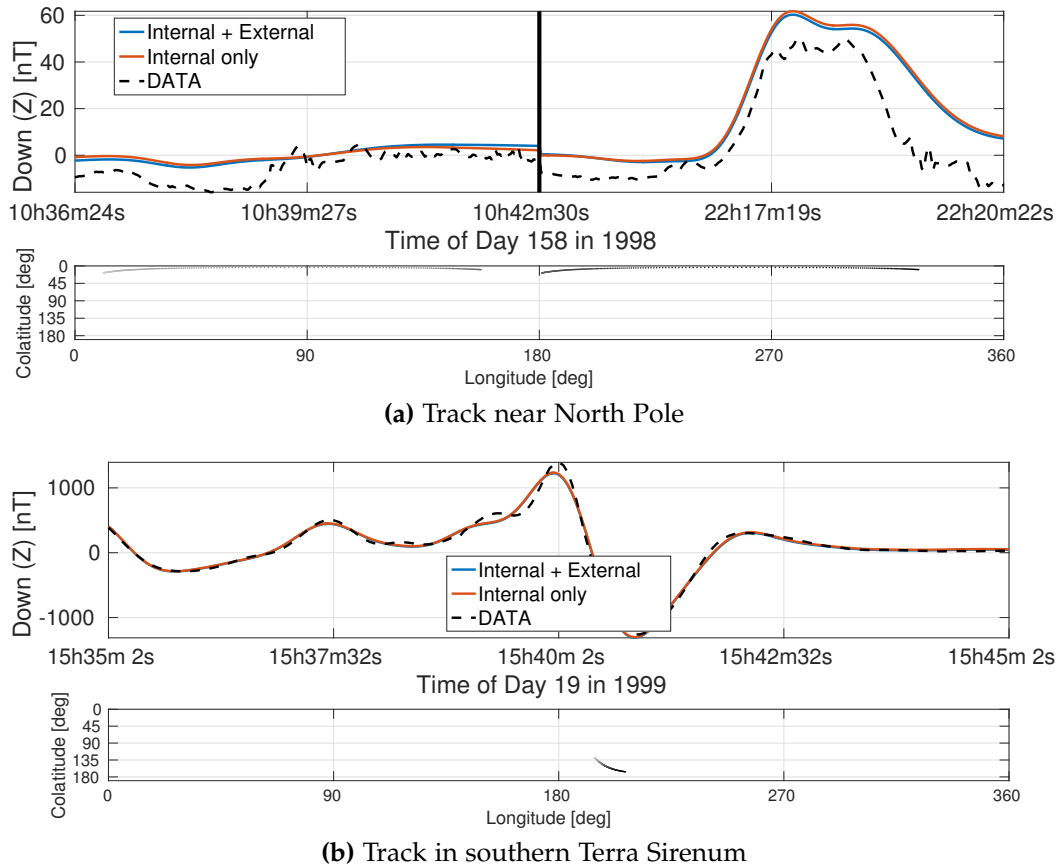 60
40
20
0
Down (Z) [nT]
Internal + External
Internal only
DATA
10h36m24s 10h39m27s 10h42m30s 22h17m19s 22h20m22s
Time of Day 158 in 1998
Colatitude [deg]
0
45
90
135
180
0 90 180 270 360
Longitude [deg]
(a) Track near North Pole
1000
0
-1000
Down (Z) [nT]
Internal + External
Internal only
DATA
15h35m 2s 15h37m32s 15h40m 2s 15h42m32s 15h45m 2s
Time of Day 19 in 1999
Colatitude [deg]
0
45
90
135
180
0 90 180 270 360
Longitude [deg]
(b) Track in southern Terra Sirenum